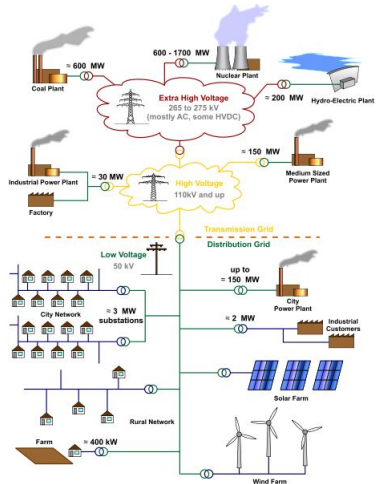 600 - 1700 MW
≈ 600 MW
Nuclear Plant
Coal Plant
Extra High Voltage
265 to 275 kV
(mostly AC, some HVDC)
≈ 200 MW
Hydro-Electric Plant
≈ 150 MW
≈ 30 MW
Industrial Power Plant
Medium Sized
Power Plant
High Voltage
110kV and up
Factory
Transmission Grid
Distribution Grid
Low Voltage
50 kV
up to
≈ 150 MW
City
Power Plant
City Network
≈ 3 MW
substations
≈ 2 MW
Industrial
Customers
Solar Farm
Rural Network
Farm
≈ 400 kW
Wind Farm